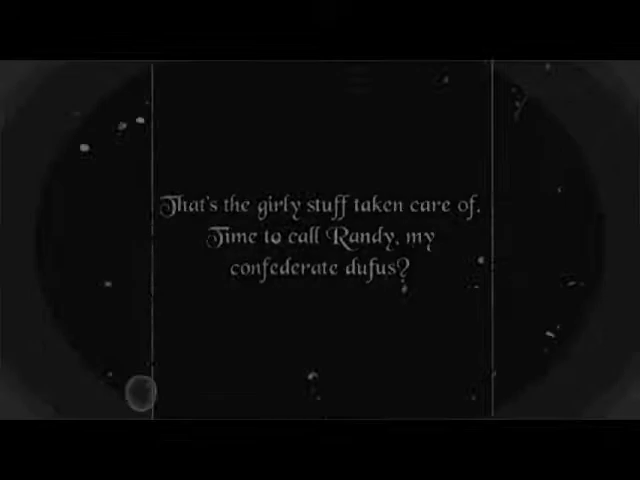 That's the girly stuff taken care of.
Time to call Randy, my
confederate dufus?